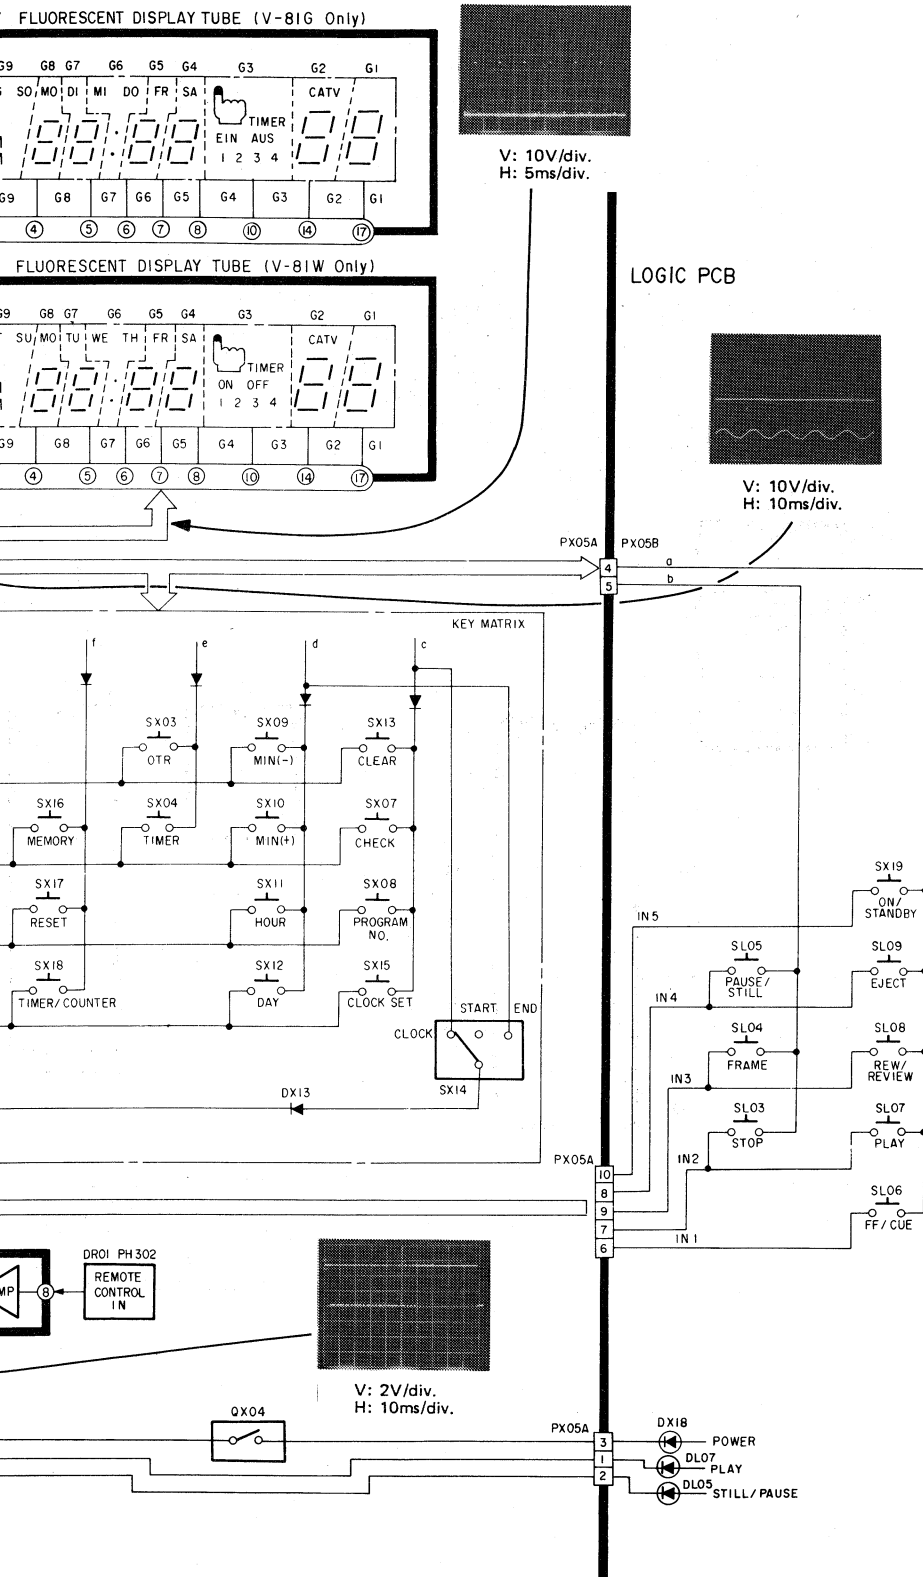 FLUORESCENT DISPLAY TUBE (V-81G Only)
G9 G8 G7 G6 G5 G4 G3 G2 G1
SO MO DI MI DO FR SA CATV
TIMER
EIN AUS
1 2 3 4
G9 G8 G7 G6 G5 G4 G3 G2 G1
4 5 6 7 8 10 14 17
V: 10V/div.
H: 5ms/div.
FLUORESCENT DISPLAY TUBE (V-81W Only)
G9 G8 G7 G6 G5 G4 G3 G2 G1
SU MO TU WE TH FR SA CATV
TIMER
ON OFF
1 2 3 4
G9 G8 G7 G6 G5 G4 G3 G2 G1
4 5 6 7 8 10 14 17
LOGIC PCB
V: 10V/div.
H: 10ms/div.
PX05A PX05B
4 a
5 b
KEY MATRIX
f e d c
SX03 SX09 SX13
OTR MIN(-) CLEAR
SX16 SX04 SX10 SX07
MEMORY TIMER MIN(+) CHECK
SX17 SX11 SX08
RESET HOUR PROGRAM
NO.
SX18 SX12 SX15
TIMER/COUNTER DAY CLOCK SET
CLOCK START END
SX14
DX13
SX19
ON/
STANDBY
IN5
SL05 SL09
PAUSE/
STILL
EJECT
IN4
SL04 SL08
FRAME REW/
REVIEW
IN3
SL03 SL07
STOP PLAY
IN2
SL06
FF/CUE
IN1
PX05A
10
8
9
7
6
DR01 PH302
MP 8
REMOTE
CONTROL
IN
V: 2V/div.
H: 10ms/div.
QX04
PX05A
3 DX18 POWER
1 DL07 PLAY
2 DL05 STILL/PAUSE